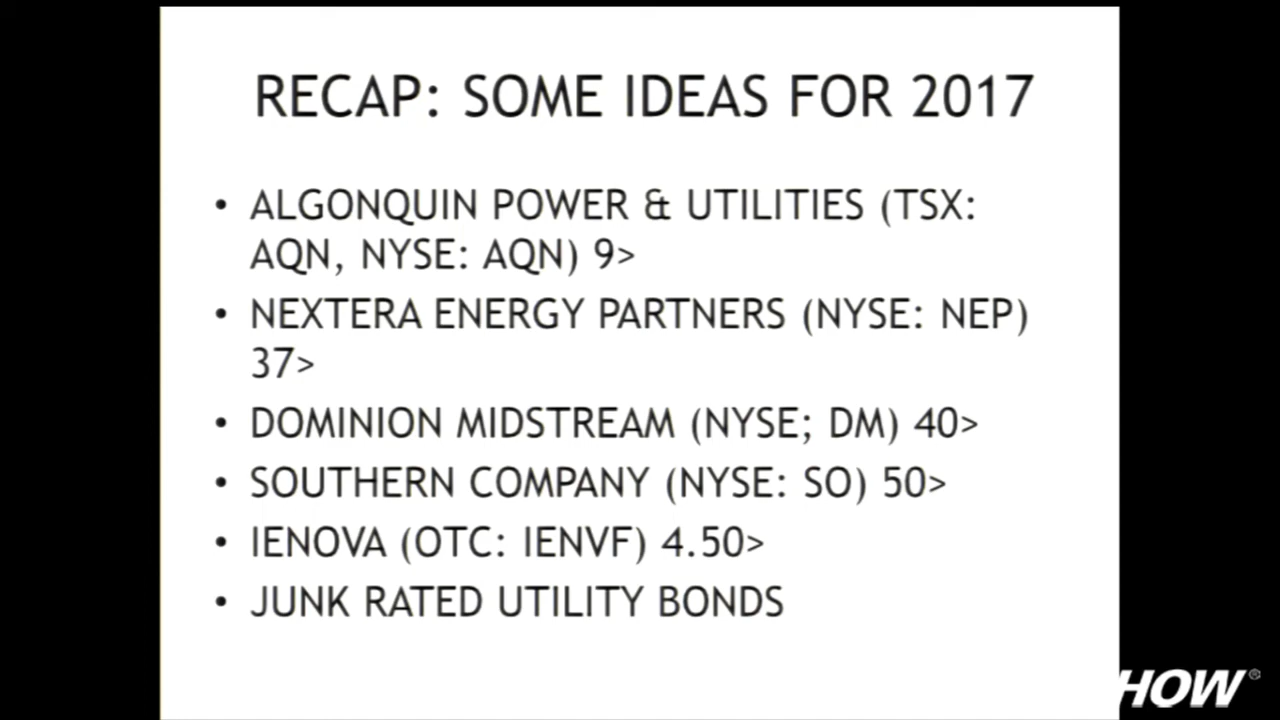 RECAP: SOME IDEAS FOR 2017
• ALGONQUIN POWER & UTILITIES (TSX:
AQN, NYSE: AQN) 9>
• NEXTERA ENERGY PARTNERS (NYSE: NEP)
37>
• DOMINION MIDSTREAM (NYSE; DM) 40>
• SOUTHERN COMPANY (NYSE: SO) 50>
• IENOVA (OTC: IENVF) 4.50>
• JUNK RATED UTILITY BONDS
HOW®